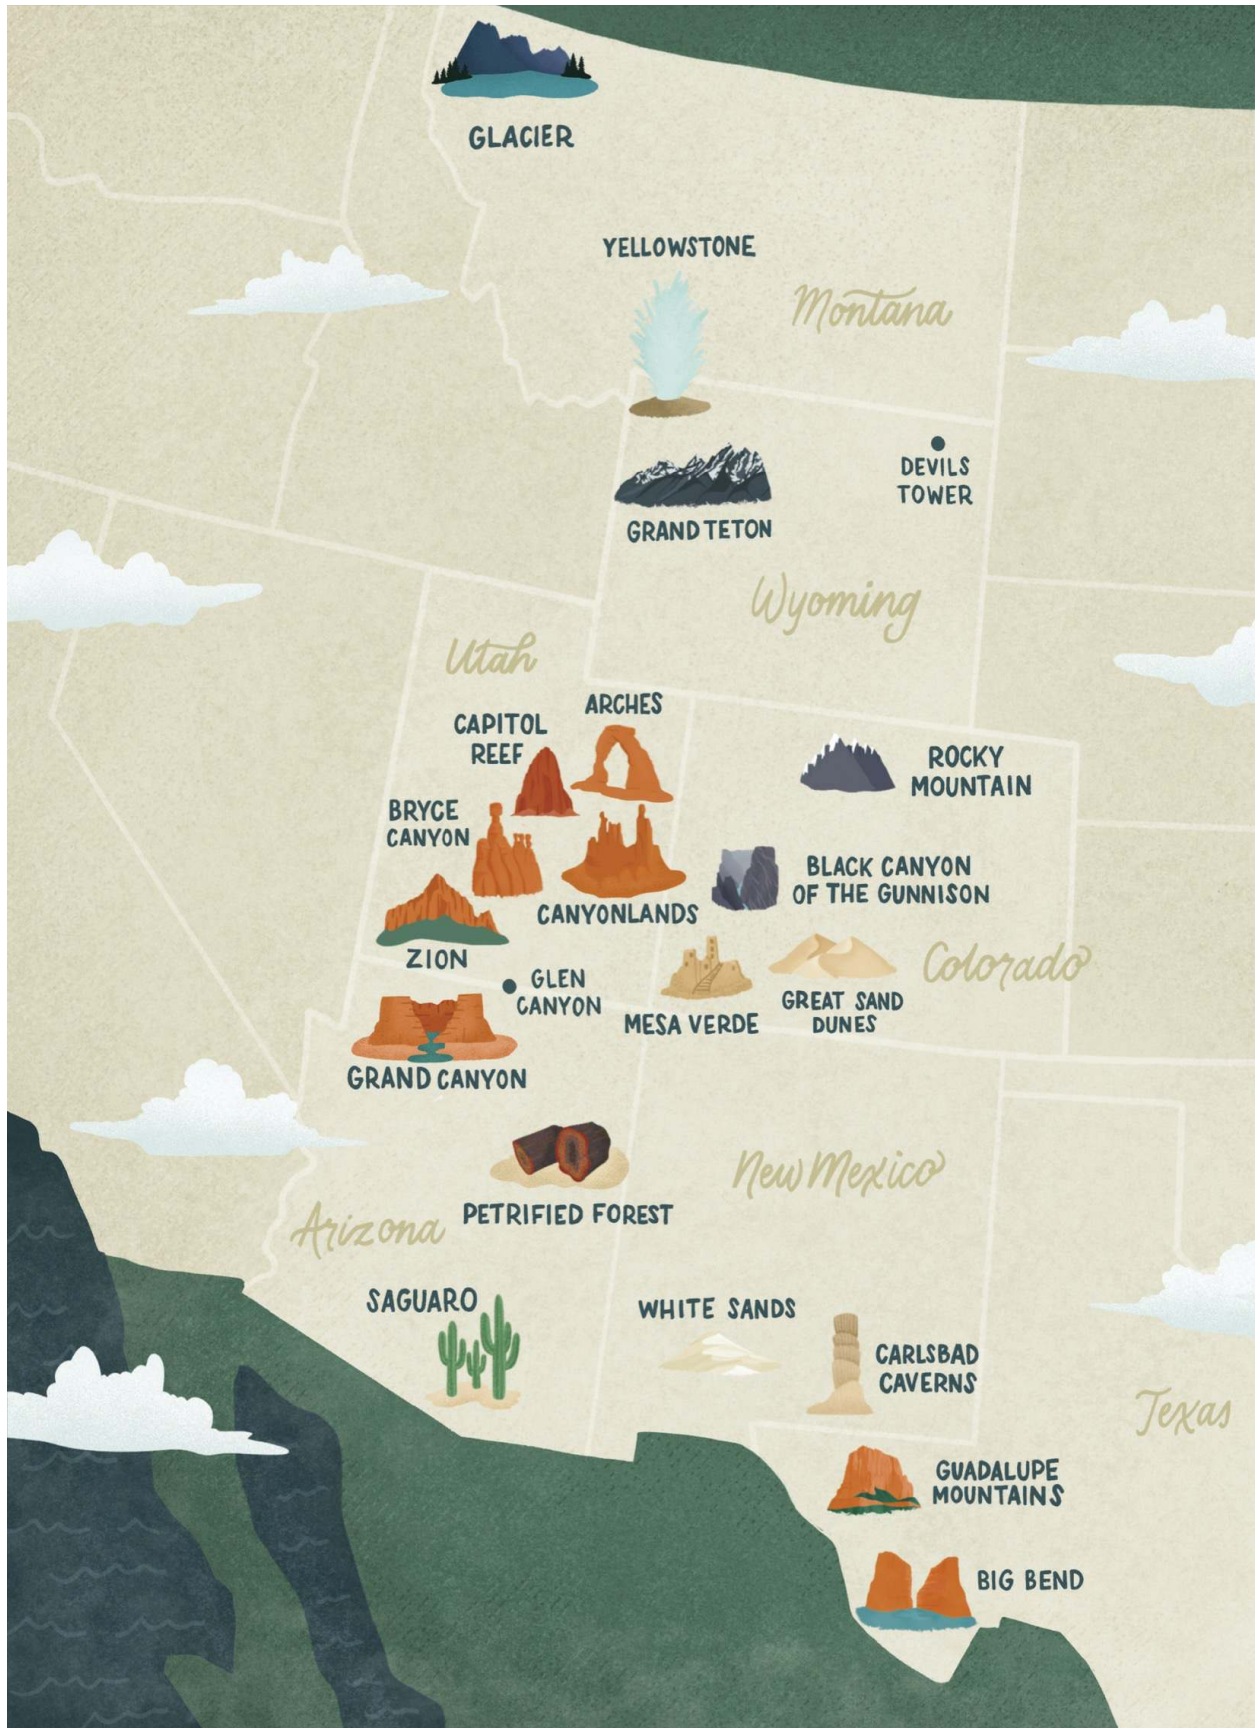 GLACIER
YELLOWSTONE
Montana
DEVILS
TOWER
GRAND TETON
Wyoming
Utah
ARCHES
CAPITOL
REEF
ROCKY
MOUNTAIN
BRYCE
CANYON
BLACK CANYON
OF THE GUNNISON
CANYONLANDS
ZION
Colorado
GLEN
CANYON
GREAT SAND
DUNES
MESA VERDE
GRAND CANYON
New Mexico
Arizona
PETRIFIED FOREST
SAGUARO
WHITE SANDS
CARLSBAD
CAVERNS
Texas
GUADALUPE
MOUNTAINS
BIG BEND